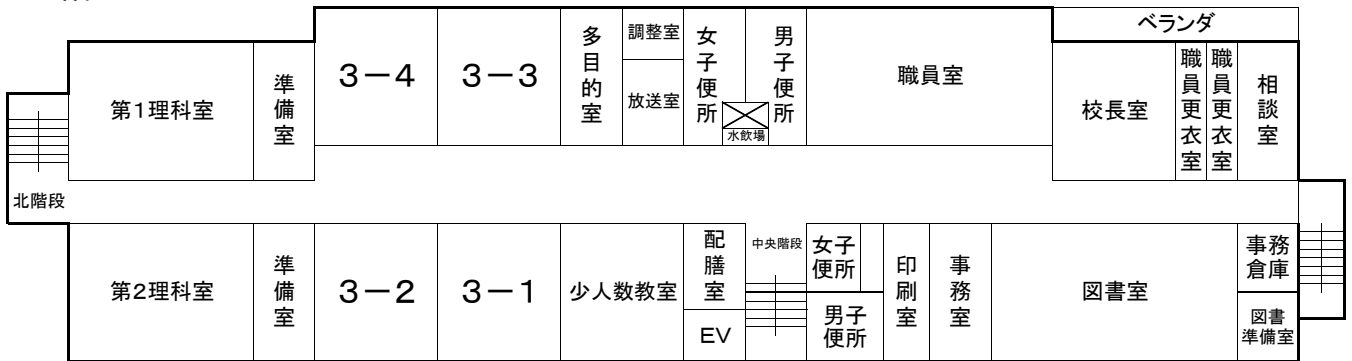 ベランダ
第1理科室
準備室
3－4
3－3
多目的室
調整室
放送室
女子便所
男子便所
水飲場
職員室
校長室
職員更衣室
職員更衣室
相談室
北階段
第2理科室
準備室
3－2
3－1
少人数教室
配膳室
EV
中央階段
女子
便所
男子
便所
印刷室
事務室
図書室
事務
倉庫
図書
準備室